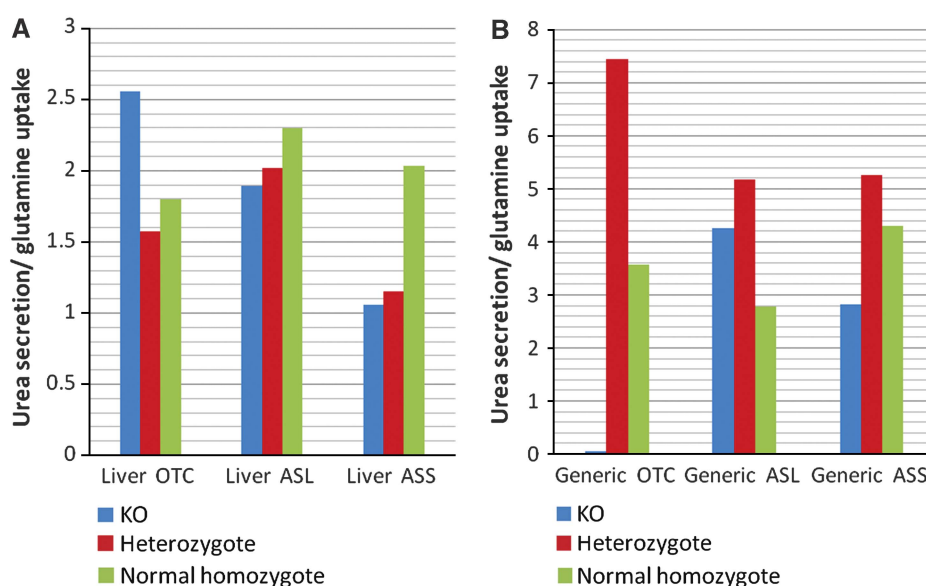 A
Urea secretion/ glutamine uptake
3
2.5
2
1.5
1
0.5
0
Liver OTC Liver ASL Liver ASS
KO
Heterozygote
Normal homozygote
B
Urea secretion/ glutamine uptake
8
7
6
5
4
3
2
1
0
Generic OTC Generic ASL Generic ASS
KO
Heterozygote
Normal homozygote